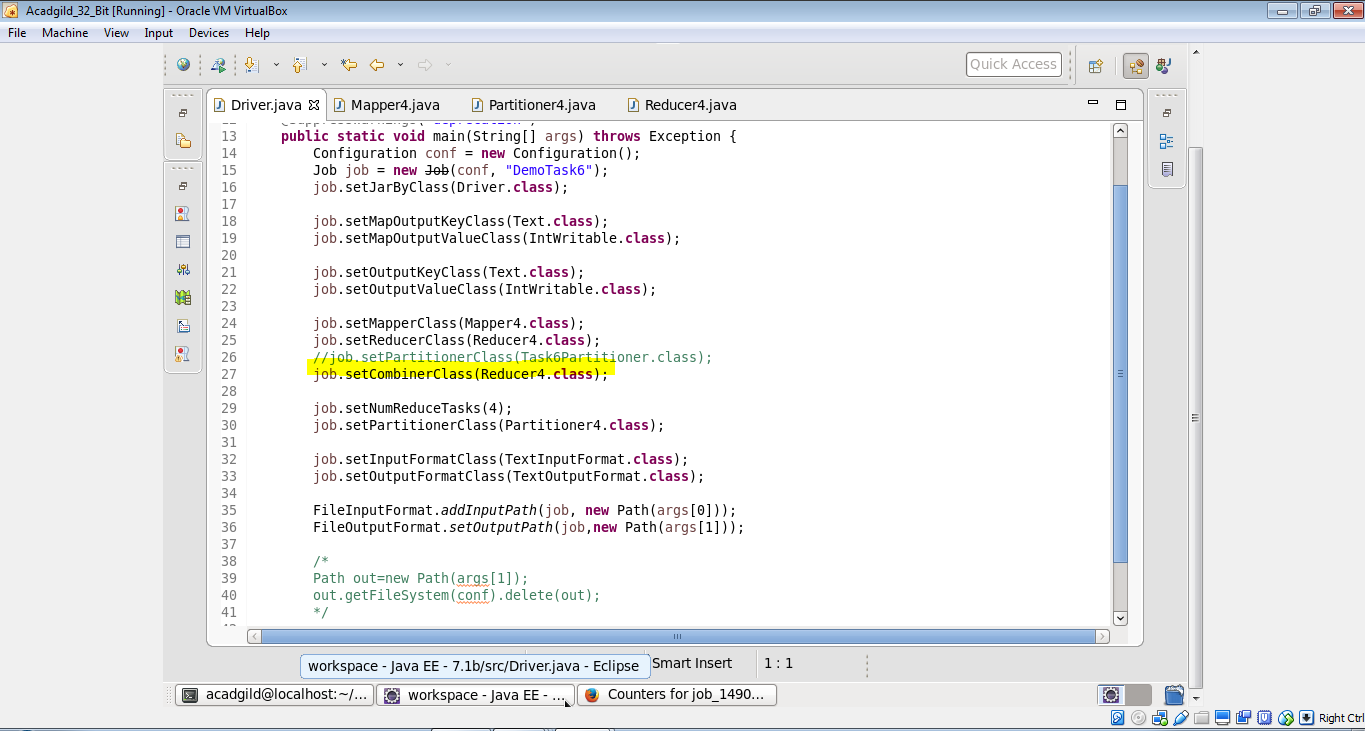 Acadgild_32_Bit [Running] - Oracle VM VirtualBox
File Machine View Input Devices Help
Quick Access
Driver.java Mapper4.java Partitioner4.java Reducer4.java
13 public static void main(String[] args) throws Exception {
14 Configuration conf = new Configuration();
15 Job job = new Job(conf, "DemoTask6");
16 job.setJarByClass(Driver.class);
17
18 job.setMapOutputKeyClass(Text.class);
19 job.setMapOutputValueClass(IntWritable.class);
20
21 job.setOutputKeyClass(Text.class);
22 job.setOutputValueClass(IntWritable.class);
23
24 job.setMapperClass(Mapper4.class);
25 job.setReducerClass(Reducer4.class);
26 //job.setPartitionerClass(Task6Partitioner.class);
27 job.setCombinerClass(Reducer4.class);
28
29 job.setNumReduceTasks(4);
30 job.setPartitionerClass(Partitioner4.class);
31
32 job.setInputFormatClass(TextInputFormat.class);
33 job.setOutputFormatClass(TextOutputFormat.class);
34
35 FileInputFormat.addInputPath(job, new Path(args[0]));
36 FileOutputFormat.setOutputPath(job,new Path(args[1]));
37
38 /*
39 Path out=new Path(args[1]);
40 out.getFileSystem(conf).delete(out);
41 */
workspace - Java EE - 7.1b/src/Driver.java - Eclipse Smart Insert 1 : 1
acadgild@localhost:~/... workspace - Java EE - ... Counters for job_1490...
Right Ctrl